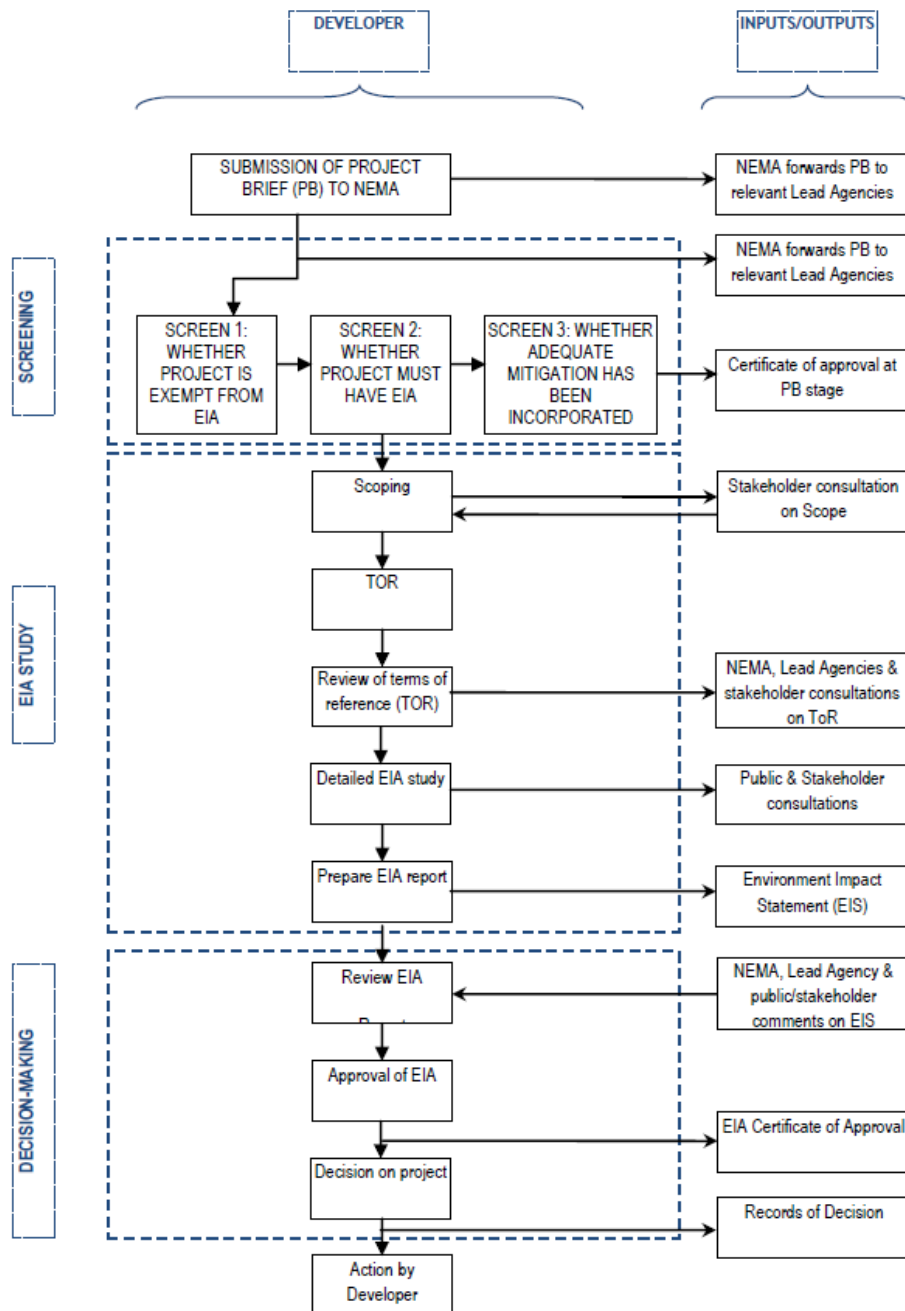 DEVELOPER
INPUTS/OUTPUTS
SUBMISSION OF PROJECT
BRIEF (PB) TO NEMA
NEMA forwards PB to
relevant Lead Agencies
NEMA forwards PB to
relevant Lead Agencies
SCREENING
SCREEN 1:
WHETHER
PROJECT IS
EXEMPT FROM
EIA
SCREEN 2:
WHETHER
PROJECT MUST
HAVE EIA
SCREEN 3: WHETHER
ADEQUATE
MITIGATION HAS
BEEN
INCORPORATED
Certificate of approval at
PB stage
EIA STUDY
Scoping
Stakeholder consultation
on Scope
TOR
Review of terms of
reference (TOR)
NEMA, Lead Agencies &
stakeholder consultations
on ToR
Detailed EIA study
Public & Stakeholder
consultations
Prepare EIA report
Environment Impact
Statement (EIS)
DECISION-MAKING
Review EIA
NEMA, Lead Agency &
public/stakeholder
comments on EIS
Approval of EIA
EIA Certificate of Approval
Decision on project
Records of Decision
Action by
Developer